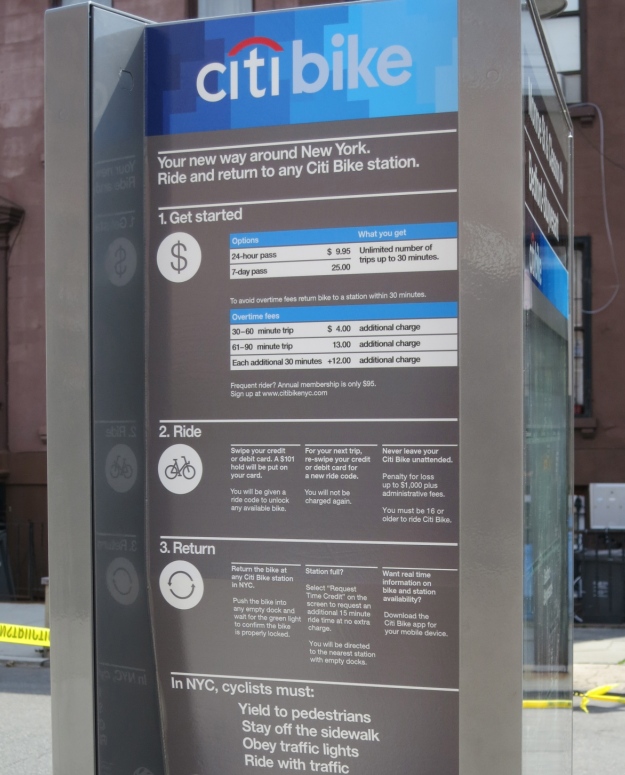 citi bike
Your new way around New York.
Ride and return to any Citi Bike station.
1. Get started
$
Options What you get
24-hour pass $ 9.95 Unlimited number of
7-day pass 25.00 trips up to 30 minutes.
To avoid overtime fees return bike to a station within 30 minutes.
Overtime fees
30–60 minute trip $ 4.00 additional charge
61–90 minute trip 13.00 additional charge
Each additional 30 minutes +12.00 additional charge
Frequent rider? Annual membership is only $95.
Sign up at www.citibikenyc.com
2. Ride
Swipe your credit
or debit card. A $101
hold will be put on
your card.
You will be given a
ride code to unlock
any available bike.
For your next trip,
re-swipe your credit
or debit card for
a new ride code.
You will not be
charged again.
Never leave your
Citi Bike unattended.
Penalty for loss
up to $1,000 plus
administrative fees.
You must be 16 or
older to ride Citi Bike.
3. Return
Return the bike at
any Citi Bike station
in NYC.
Push the bike into
any empty dock and
wait for the green light
to confirm the bike
is properly locked.
Station full?
Select "Request
Time Credit" on the
screen to request an
additional 15 minute
ride time at no extra
charge.
You will be directed
to the nearest station
with empty docks.
Want real time
information on
bike and station
availability?
Download the
Citi Bike app for
your mobile device.
In NYC, cyclists must:
Yield to pedestrians
Stay off the sidewalk
Obey traffic lights
Ride with traffic